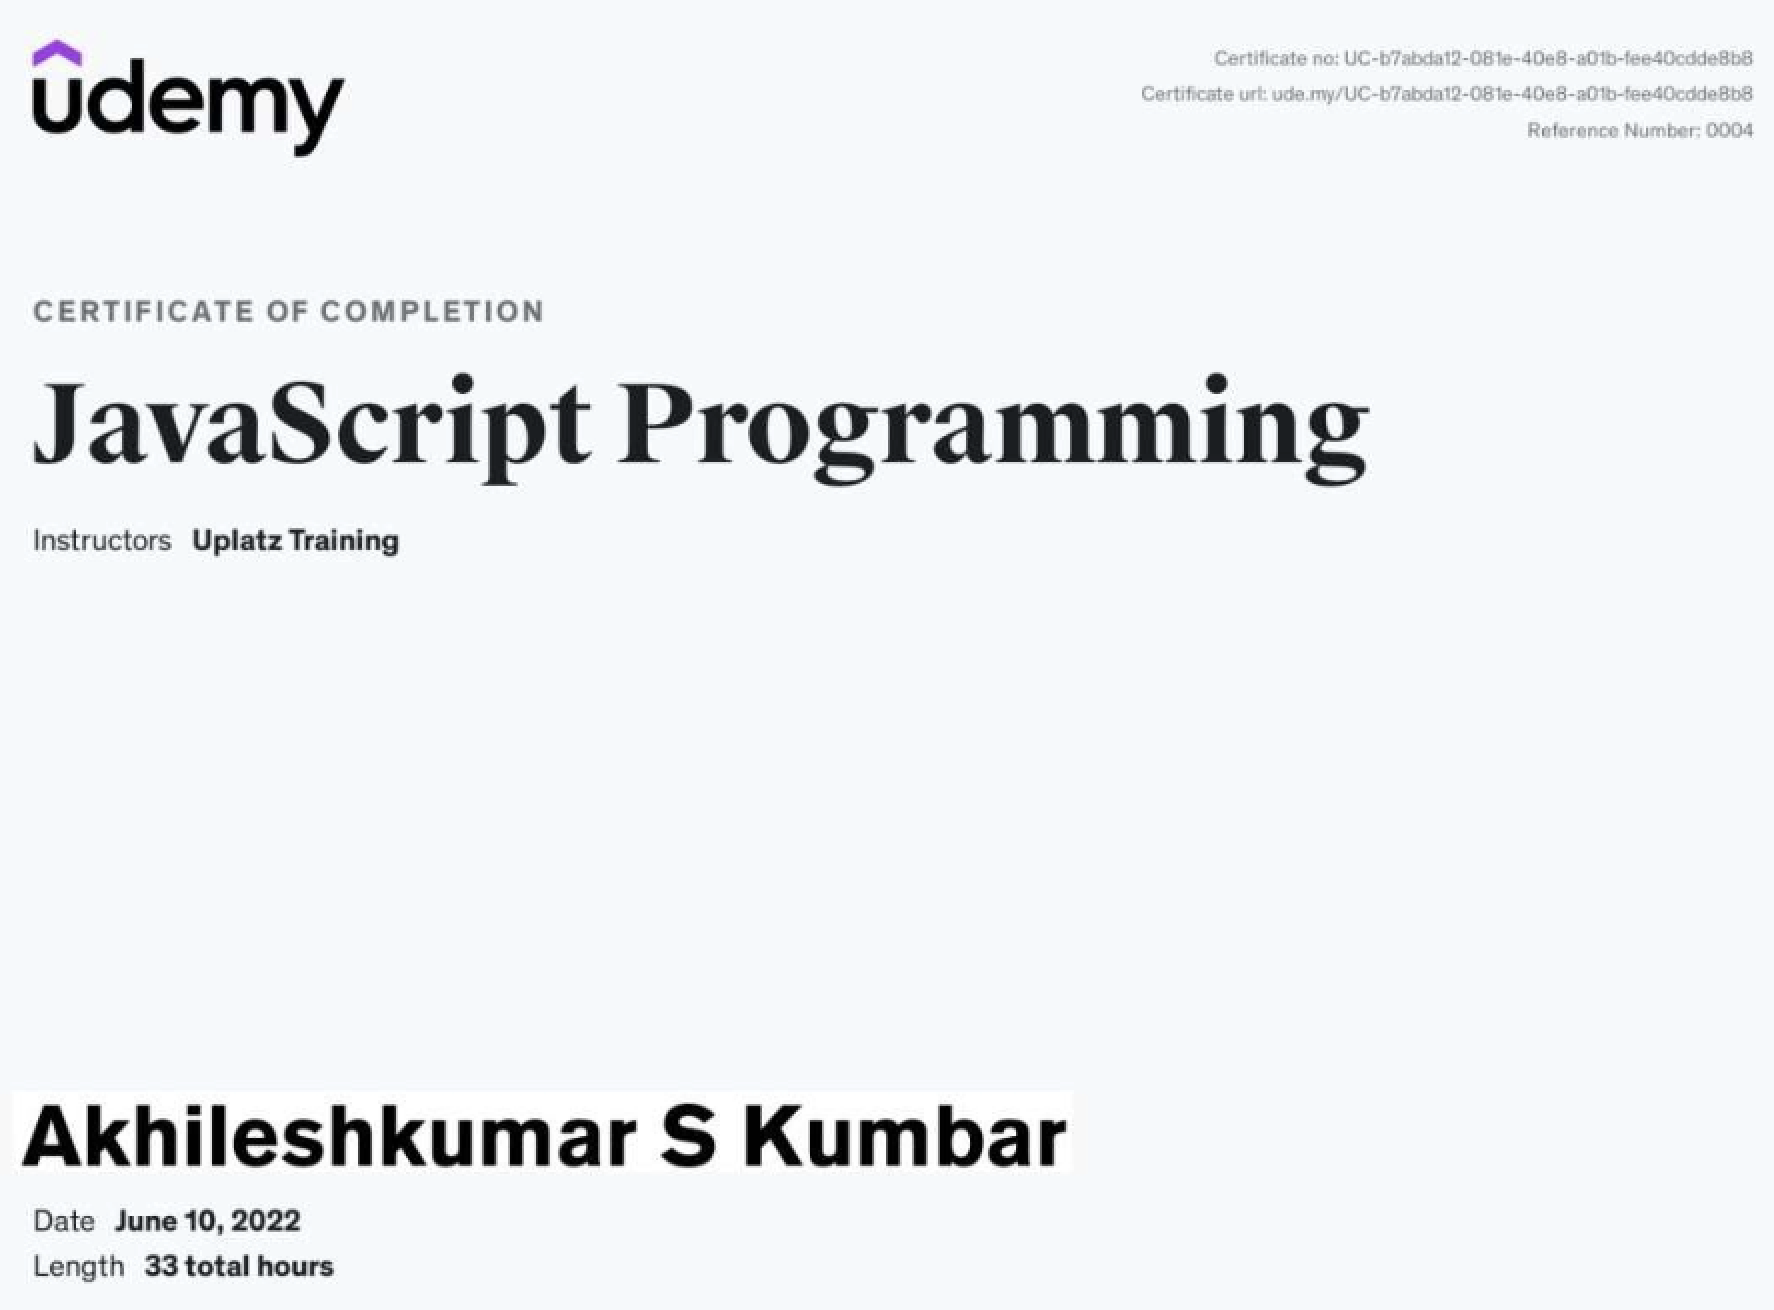 udemy
Certificate no: UC-b7abda12-081e-40e8-a01b-fee40cdde8b8
Certificate url: ude.my/UC-b7abda12-081e-40e8-a01b-fee40cdde8b8
Reference Number: 0004
CERTIFICATE OF COMPLETION
JavaScript Programming
Instructors Uplatz Training
Akhileshkumar S Kumbar
Date June 10, 2022
Length 33 total hours